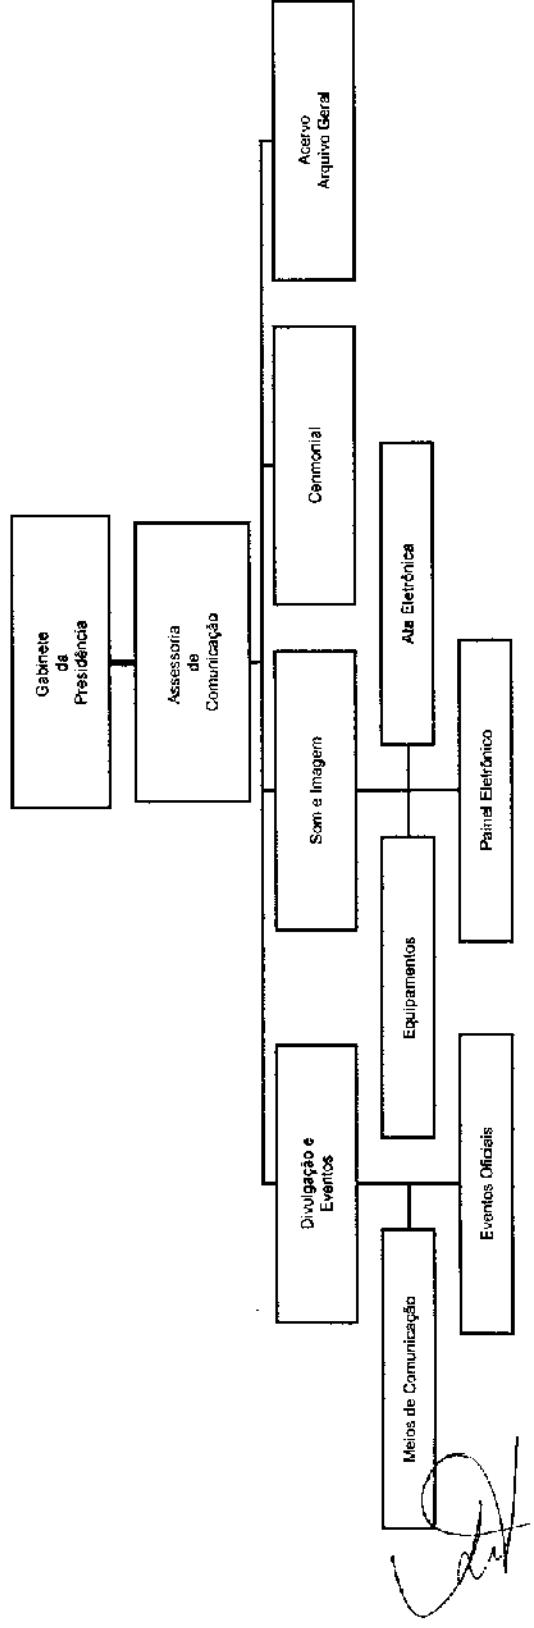 Gabinete
da
Presidência
Assessoria
de
Comunicação
Divulgação e
Eventos
Som e Imagem
Cerimonial
Acervo
Arquivo Geral
Meios de Comunicação
Equipamentos
Ata Eletrônica
Eventos Oficiais
Painel Eletrônico